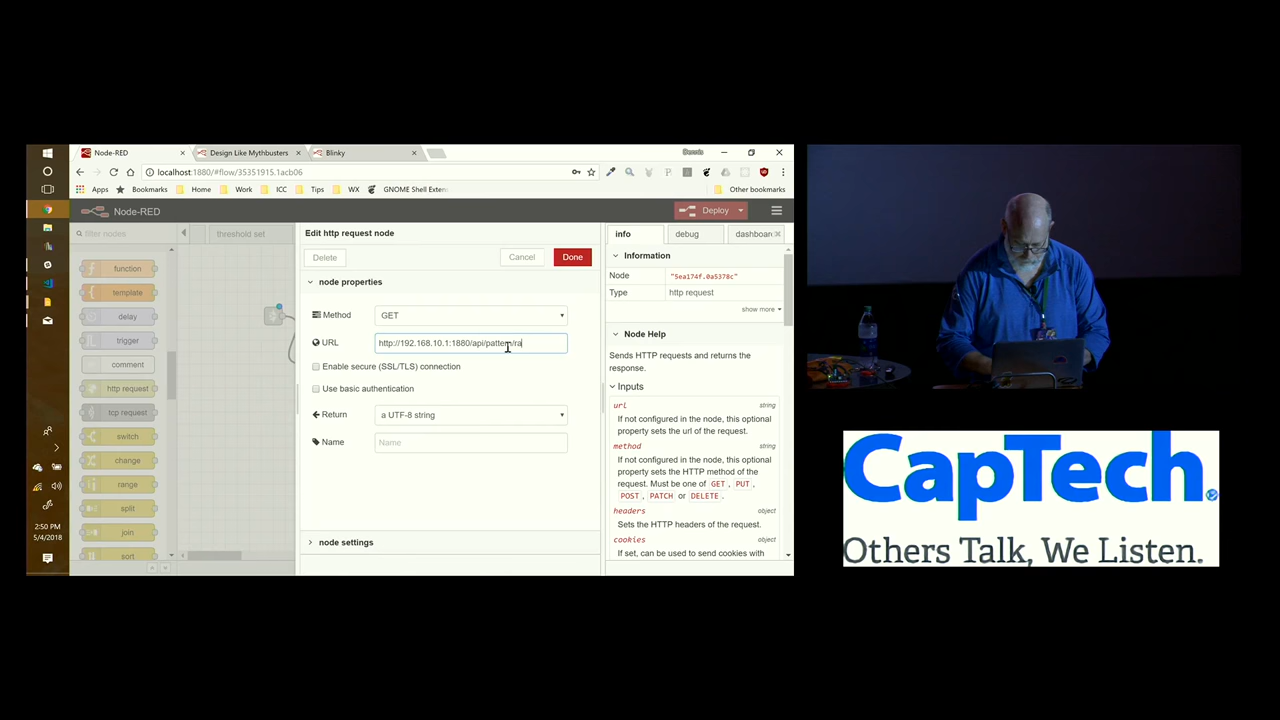 Node-RED
Design Like Mythbusters
Blinky
Dennis
localhost:1880/#flow/35351915.1acb06
Apps
Bookmarks
Home
Work
ICC
Tips
WX
GNOME Shell Exten
Other bookmarks
Node-RED
Deploy
filter nodes
threshold set
Edit http request node
info
debug
dashboar
Delete
Cancel
Done
Information
function
node properties
Node
"5ea174f.0a5378c"
template
Type
http request
delay
Method
GET
show more
trigger
URL
http://192.168.10.1:1880/api/pattern/ra
Node Help
comment
Enable secure (SSL/TLS) connection
Sends HTTP requests and returns the
response.
http request
Use basic authentication
Inputs
tcp request
Return
a UTF-8 string
url
string
If not configured in the node, this optional
property sets the url of the request.
switch
Name
Name
method
string
change
If not configured in the node, this optional
property sets the HTTP method of the
request. Must be one of GET, PUT,
POST, PATCH or DELETE.
range
split
headers
object
Sets the HTTP headers of the request.
join
node settings
cookies
object
If set, can be used to send cookies with
sort
2:50 PM
5/4/2018
CapTech.
Others Talk, We Listen.